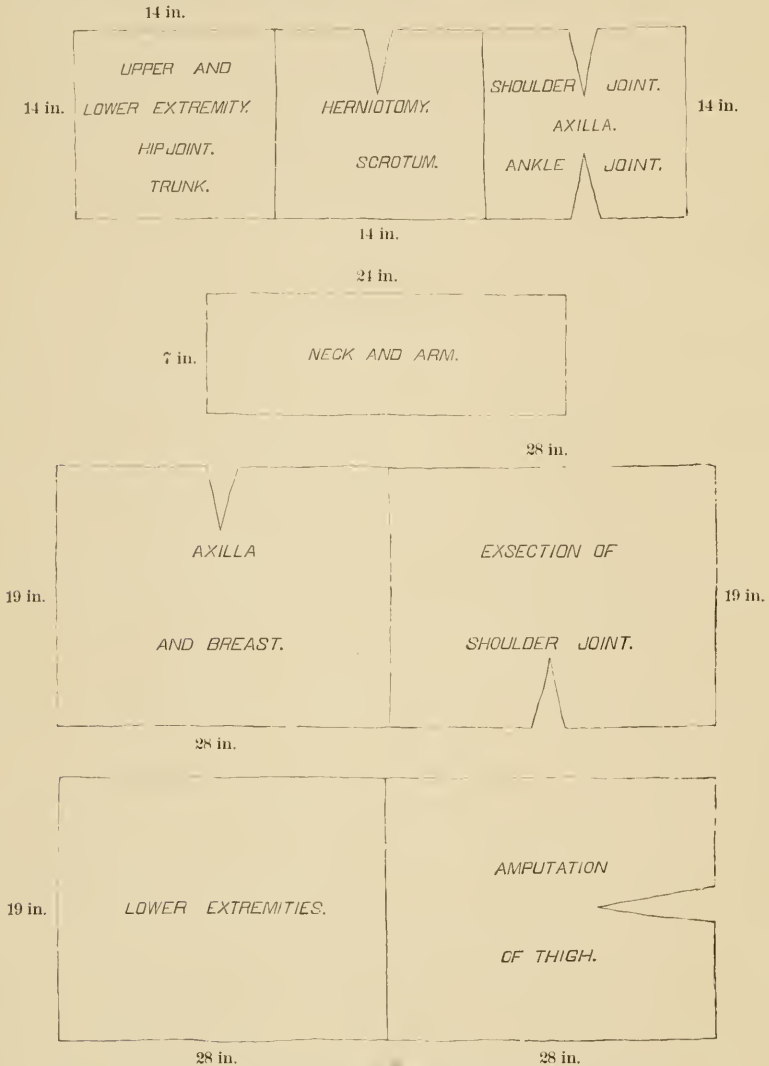 14 in.
14 in.
UPPER AND
LOWER EXTREMITY.
HIP JOINT.
TRUNK.
HERNIOTOMY.
SCROTUM.
SHOULDER JOINT.
AXILLA.
ANKLE JOINT.
14 in.
14 in.
24 in.
7 in.
NECK AND ARM.
28 in.
19 in.
AXILLA
AND BREAST.
EXSECTION OF
SHOULDER JOINT.
19 in.
28 in.
19 in.
LOWER EXTREMITIES.
AMPUTATION
OF THIGH.
28 in.
28 in.